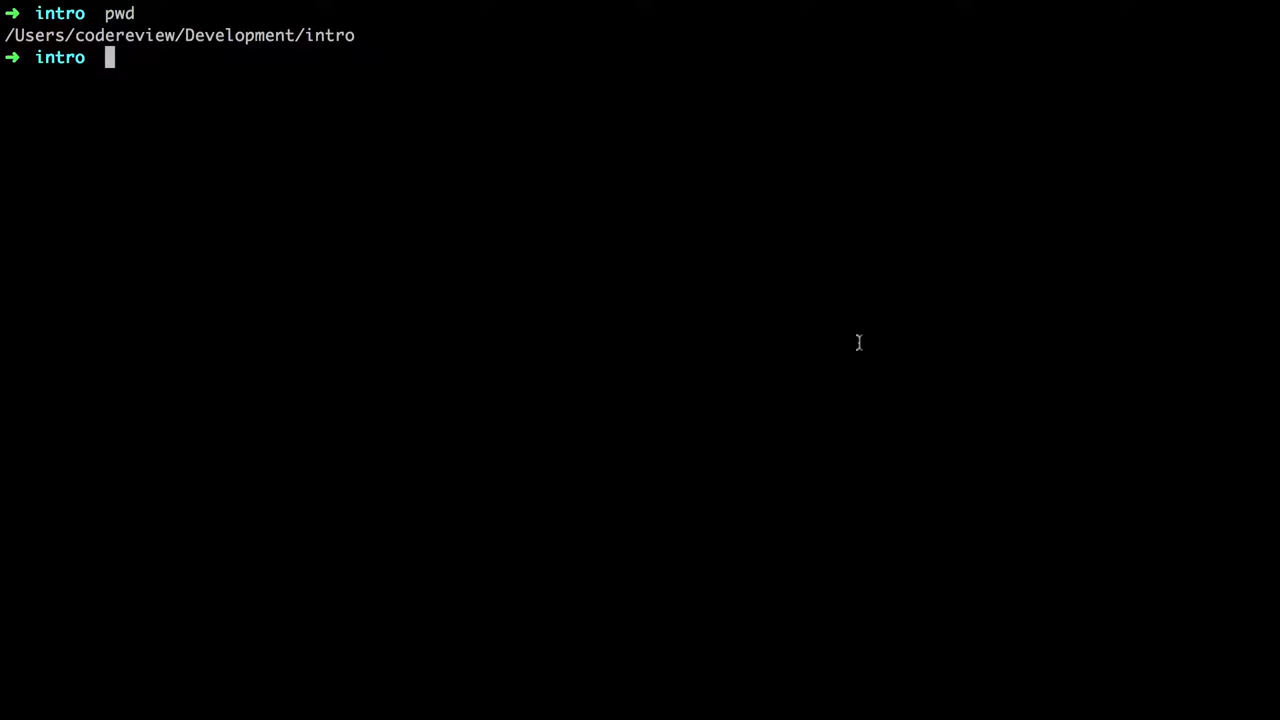 ➜ intro pwd
/Users/codereview/Development/intro
➜ intro